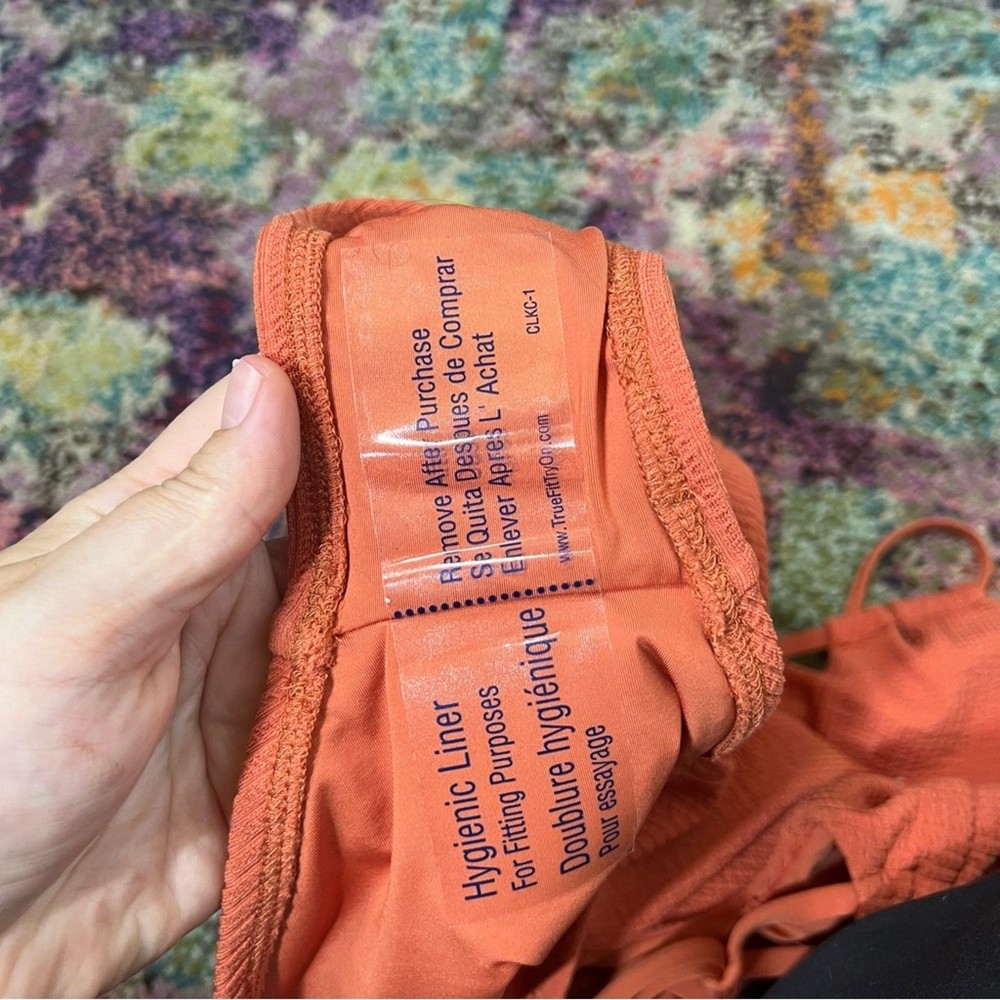 Remove After Purchase
Se Quita Despues de Comprar
Enlever Apres L' Achat
CLKC-1
www.TrueFitTryOn.com
Hygienic Liner
For Fitting Purposes
Doublure hygiénique
Pour essayage